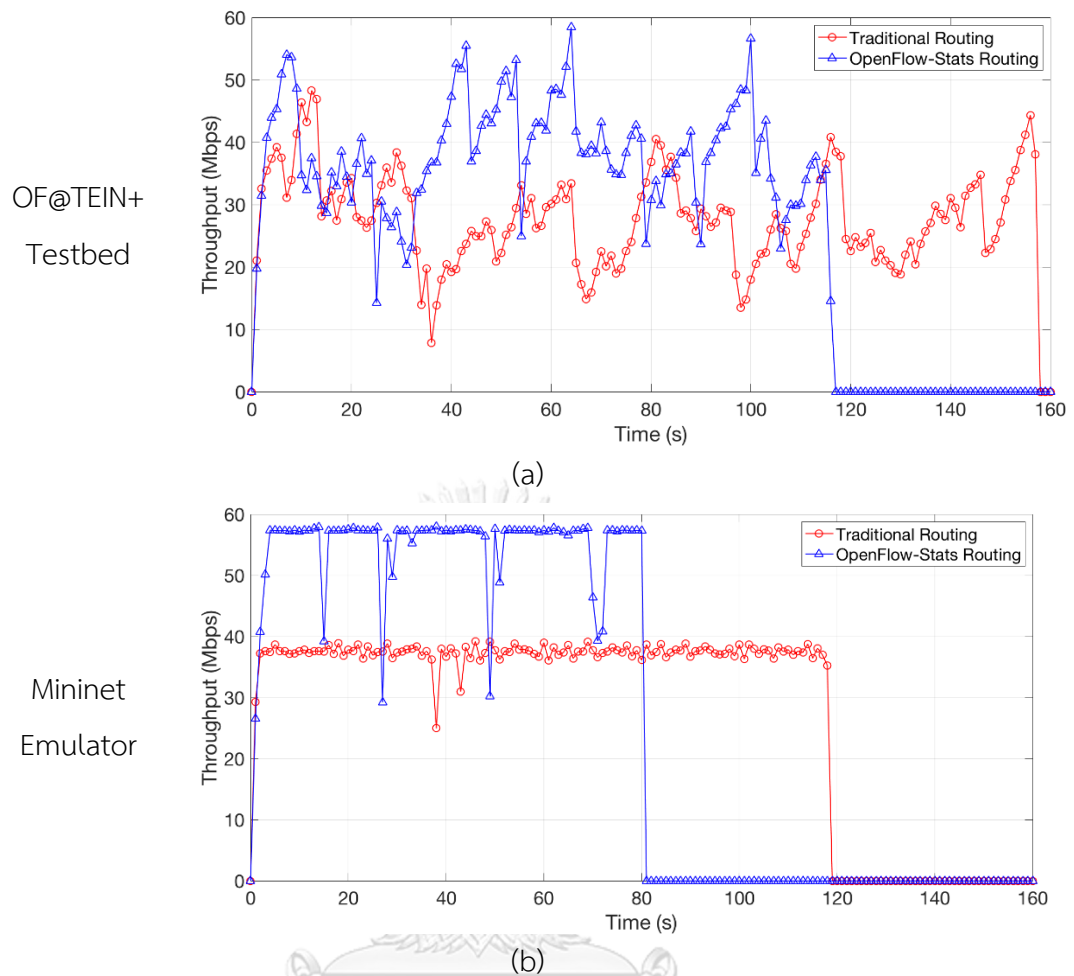 OF@TEIN+
Testbed
Throughput (Mbps)
60
50
40
30
20
10
0
Traditional Routing
OpenFlow-Stats Routing
0 20 40 60 80 100 120 140 160
Time (s)
(a)
Mininet
Emulator
Throughput (Mbps)
60
50
40
30
20
10
0
Traditional Routing
OpenFlow-Stats Routing
0 20 40 60 80 100 120 140 160
Time (s)
(b)